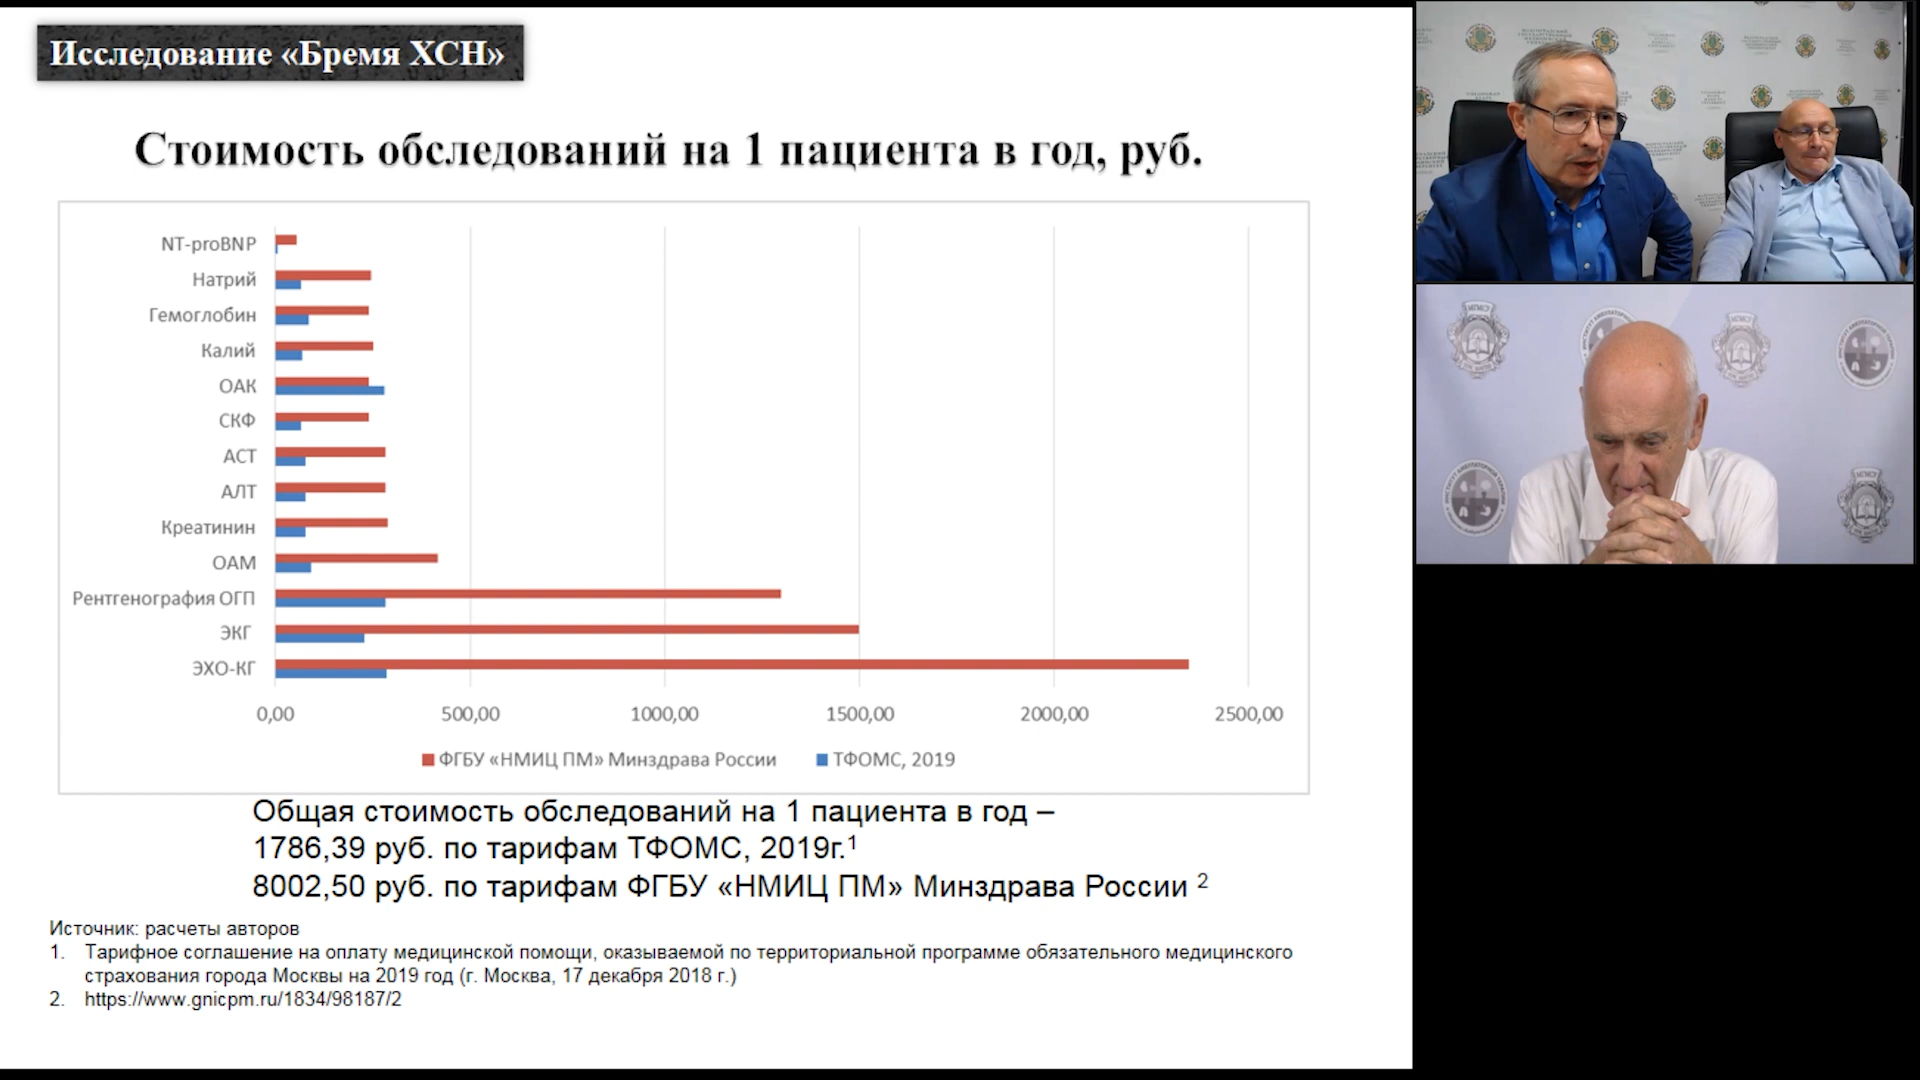 Исследование «Бремя ХСН»
Стоимость обследований на 1 пациента в год, руб.
NT-proBNP
Натрий
Гемоглобин
Калий
ОАК
СКФ
АСТ
АЛТ
Креатинин
ОАМ
Рентгенография ОГП
ЭКГ
ЭХО-КГ
0,00 500,00 1000,00 1500,00 2000,00 2500,00
ФГБУ «НМИЦ ПМ» Минздрава России ТФОМС, 2019
Общая стоимость обследований на 1 пациента в год –
1786,39 руб. по тарифам ТФОМС, 2019г.¹
8002,50 руб. по тарифам ФГБУ «НМИЦ ПМ» Минздрава России ²
Источник: расчеты авторов
1. Тарифное соглашение на оплату медицинской помощи, оказываемой по территориальной программе обязательного медицинского
страхования города Москвы на 2019 год (г. Москва, 17 декабря 2018 г.)
2. https://www.gnicpm.ru/1834/98187/2